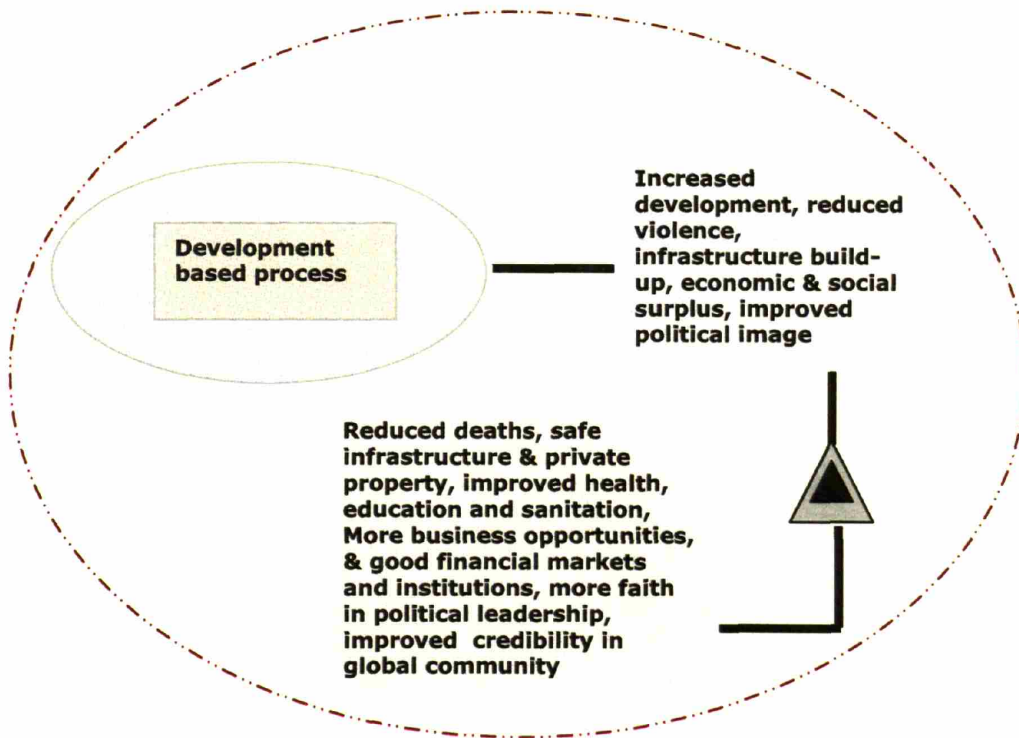 Development
based process
Increased
development, reduced
violence,
infrastructure build-
up, economic & social
surplus, improved
political image
Reduced deaths, safe
infrastructure & private
property, improved health,
education and sanitation,
More business opportunities,
& good financial markets
and institutions, more faith
in political leadership,
improved credibility in
global community